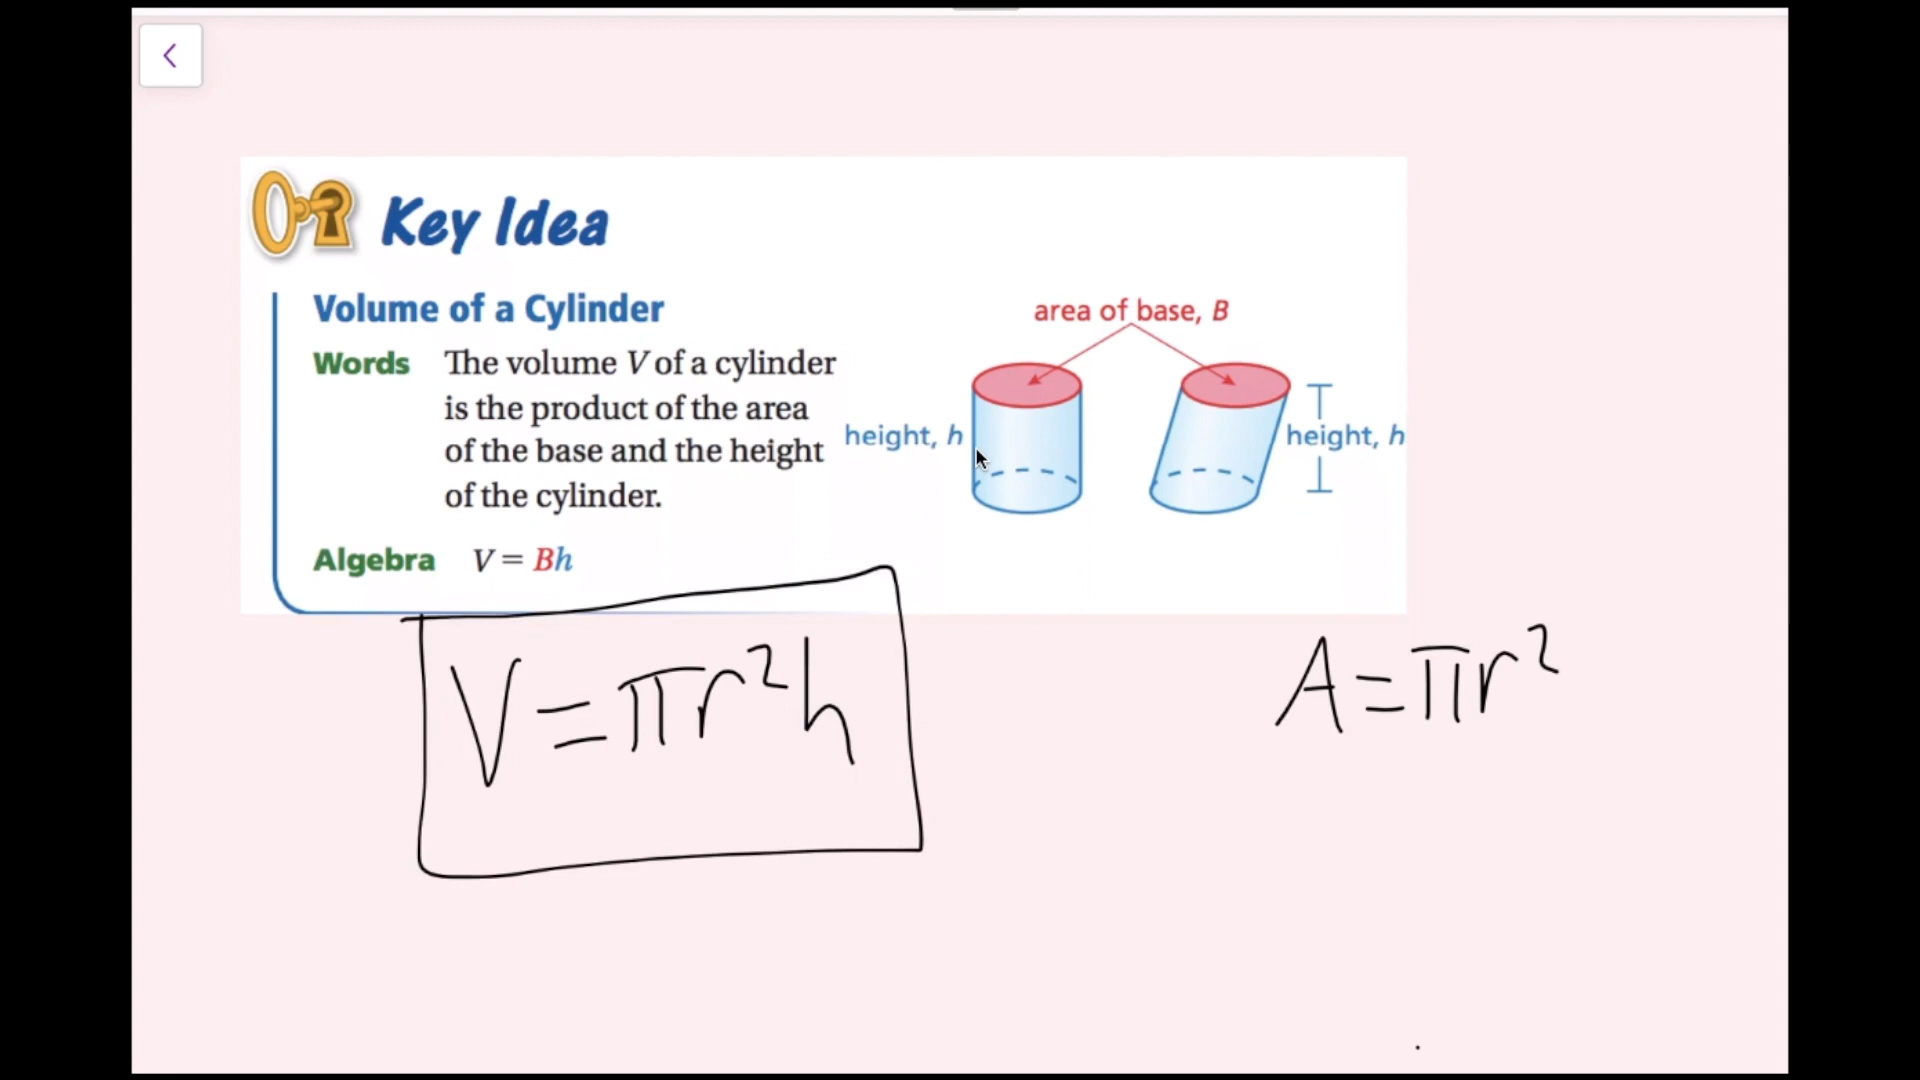 Key Idea
Volume of a Cylinder
Words The volume V of a cylinder
is the product of the area
of the base and the height
of the cylinder.
Algebra V = Bh
area of base, B
height, h
height, h
V = πr²h
A = πr²